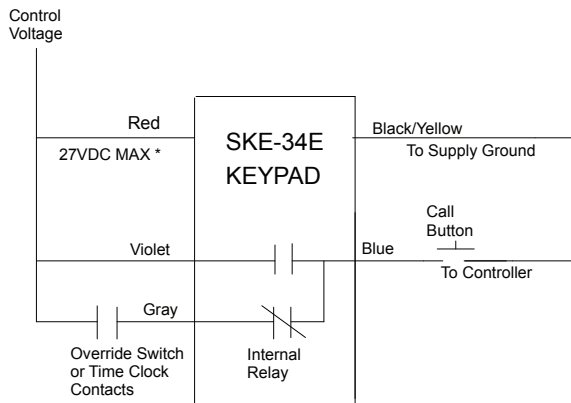 Control
Voltage
Red
27VDC MAX *
SKE-34E
KEYPAD
Black/Yellow
To Supply Ground
Call
Button
Violet
Blue
To Controller
Gray
Override Switch
or Time Clock
Contacts
Internal
Relay